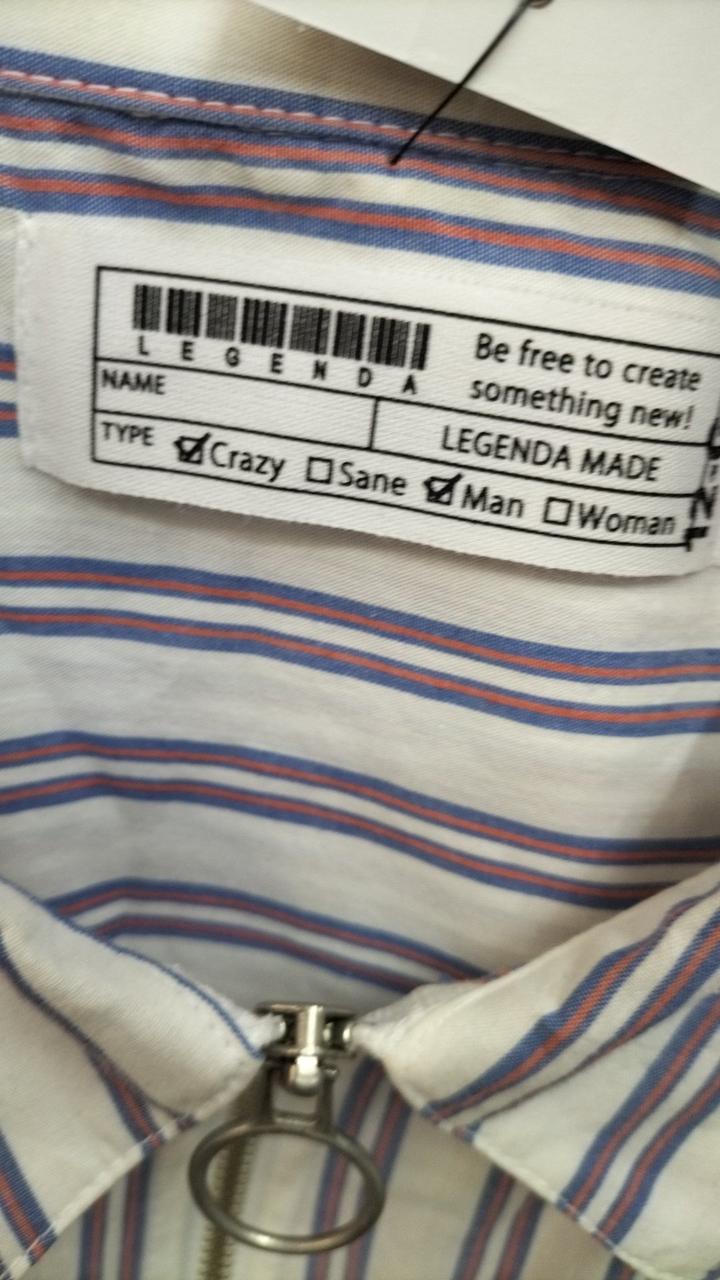 LEGENDA
Be free to create
something new!
NAME
LEGENDA MADE
TYPE ☑Crazy ☐Sane ☑Man ☐Woman